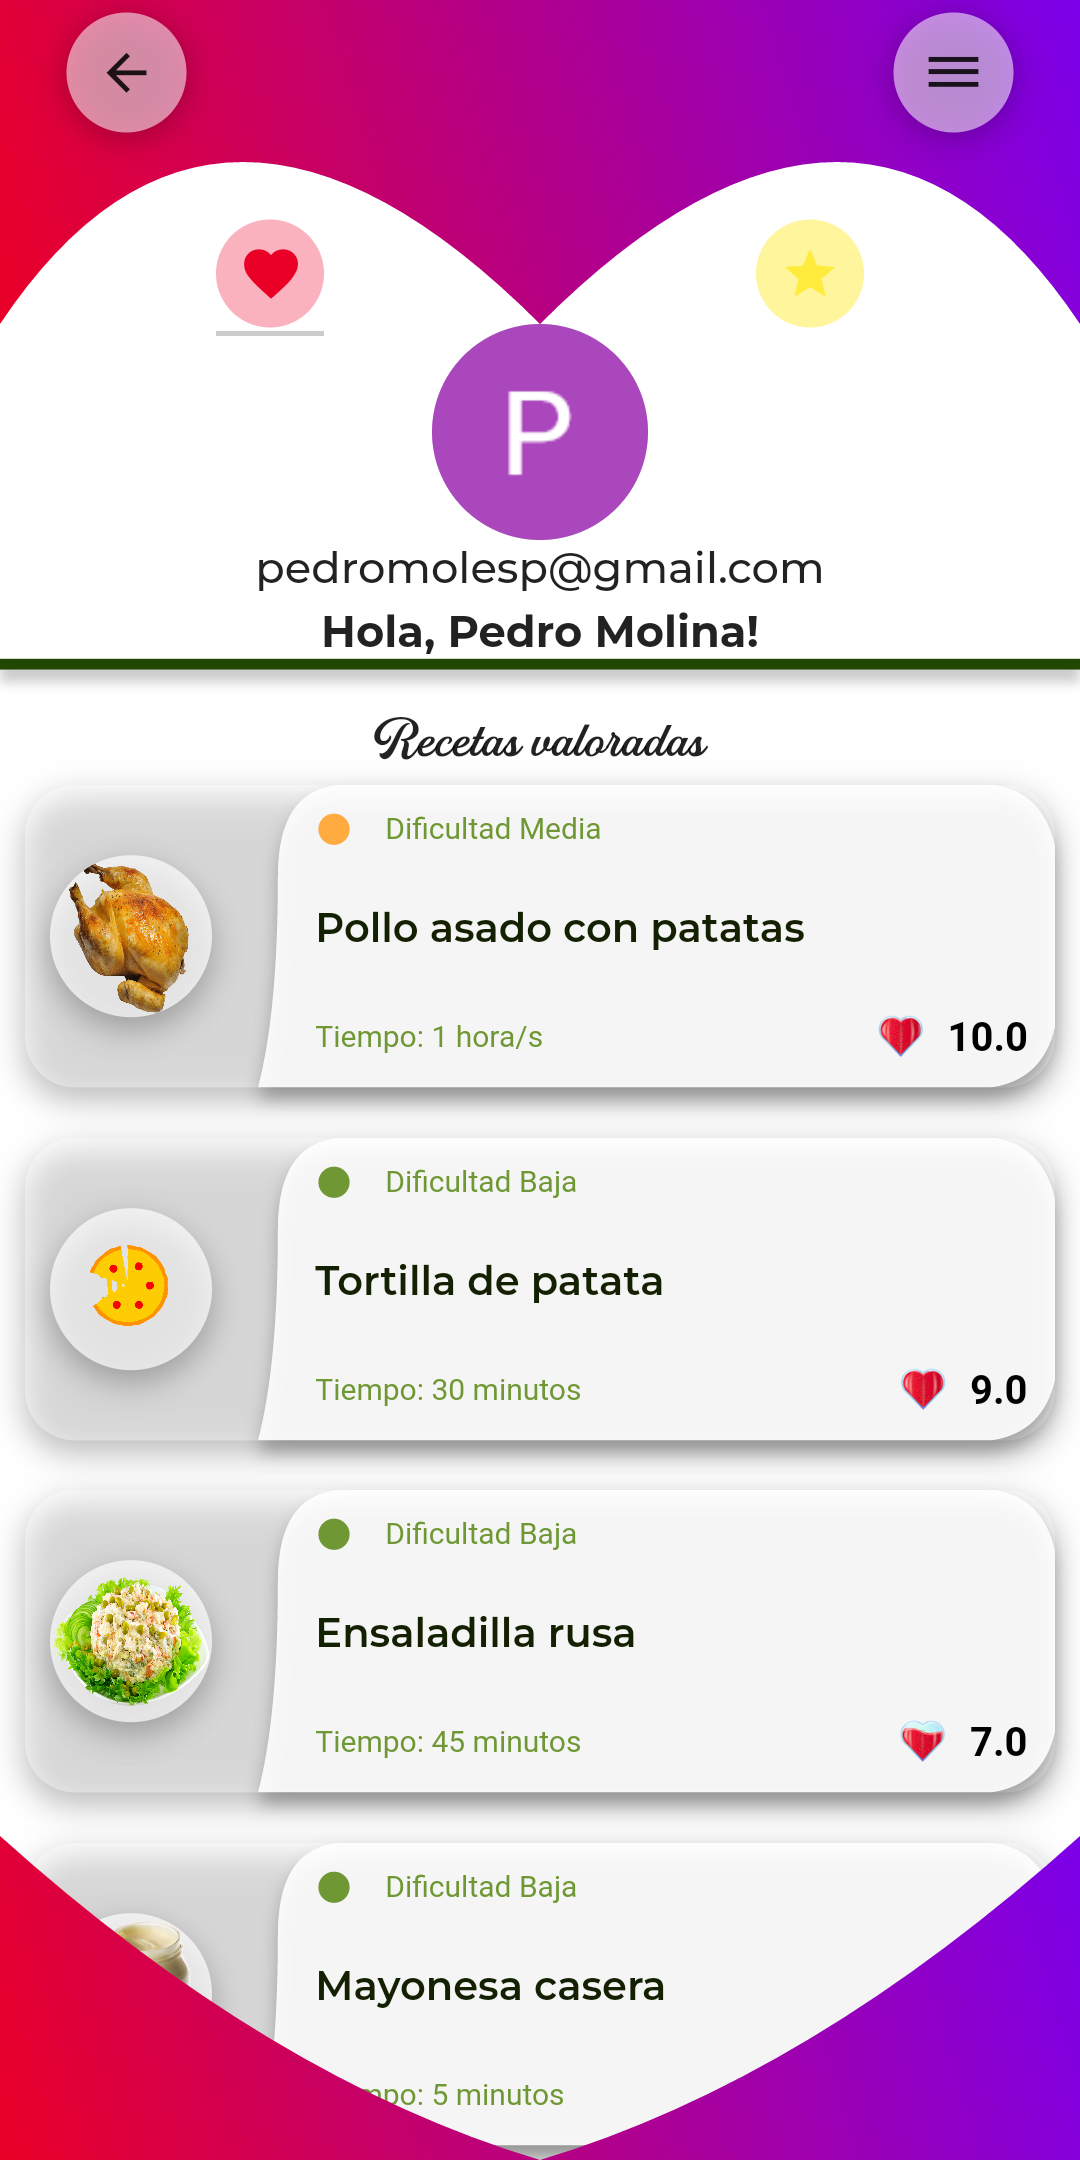 P
pedromolesp@gmail.com
Hola, Pedro Molina!
Recetas valoradas
Dificultad Media
Pollo asado con patatas
Tiempo: 1 hora/s
10.0
Dificultad Baja
Tortilla de patata
Tiempo: 30 minutos
9.0
Dificultad Baja
Ensaladilla rusa
Tiempo: 45 minutos
7.0
Dificultad Baja
Mayonesa casera
5 minutos